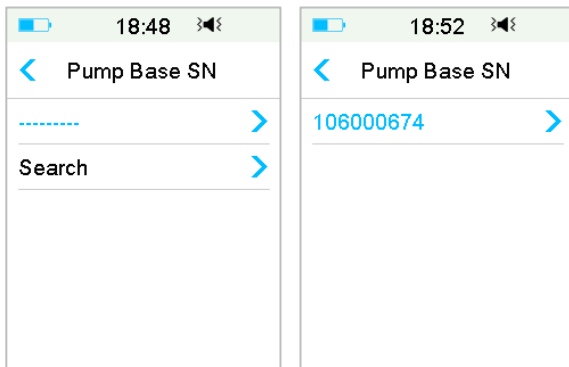 18:48
Pump Base SN
---------
Search
18:52
Pump Base SN
106000674